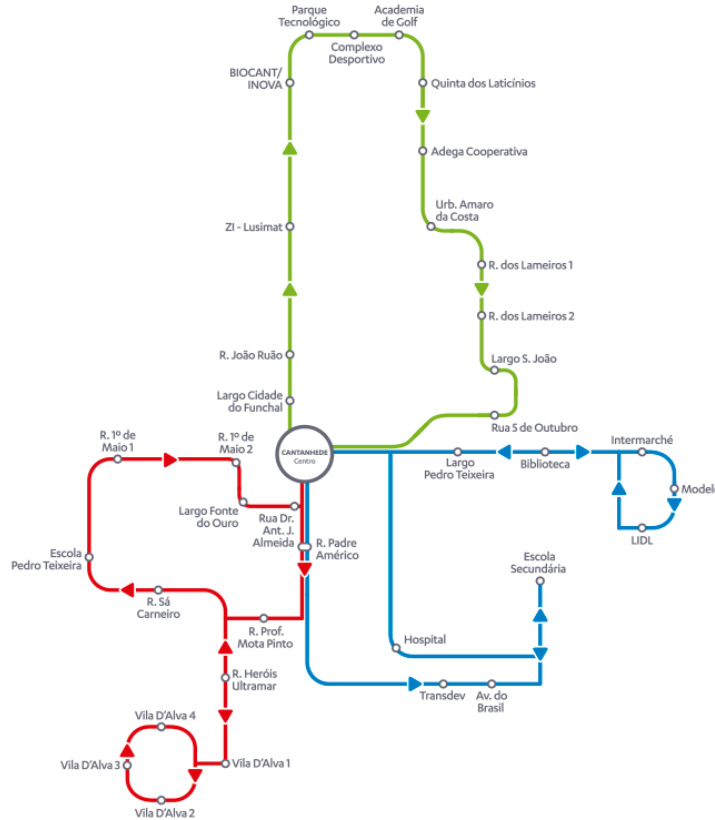 Parque
Tecnológico
Academia
de Golf
Complexo
Desportivo
BIOCANT/
INOVA
Quinta dos Laticínios
Adega Cooperativa
Urb. Amaro
da Costa
ZI - Lusimat
R. dos Lameiros 1
R. dos Lameiros 2
R. João Ruão
Largo S. João
Largo Cidade
do Funchal
Rua 5 de Outubro
CANTANHEDE
Centro
R. 1º de
Maio 1
R. 1º de
Maio 2
Largo
Pedro Teixeira
Biblioteca
Intermarché
Modelo
LIDL
Largo Fonte
do Ouro
Rua Dr.
Ant. J.
Almeida
R. Padre
Américo
Escola
Pedro Teixeira
Escola
Secundária
R. Sá
Carneiro
R. Prof.
Mota Pinto
Hospital
R. Heróis
Ultramar
Transdev
Av. do
Brasil
Vila D'Alva 4
Vila D'Alva 3
Vila D'Alva 1
Vila D'Alva 2